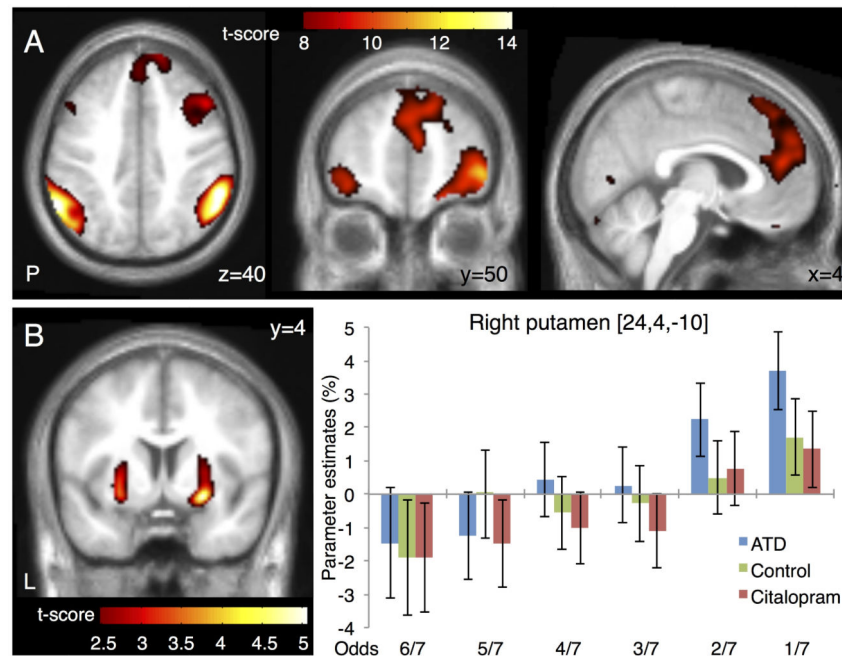 A
t-score
8 10 12 14
P
z=40
y=50
x=4
B
y=4
L
t-score
2.5 3 3.5 4 4.5 5
Right putamen [24,4,-10]
Parameter estimates (%)
5
4
3
2
1
0
-1
-2
-3
-4
ATD
Control
Citalopram
Odds 6/7 5/7 4/7 3/7 2/7 1/7